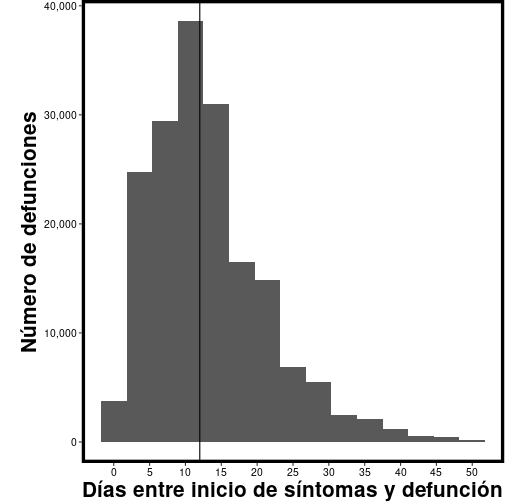 Número de defunciones
40,000
30,000
20,000
10,000
0
0 5 10 15 20 25 30 35 40 45 50
Días entre inicio de síntomas y defunción